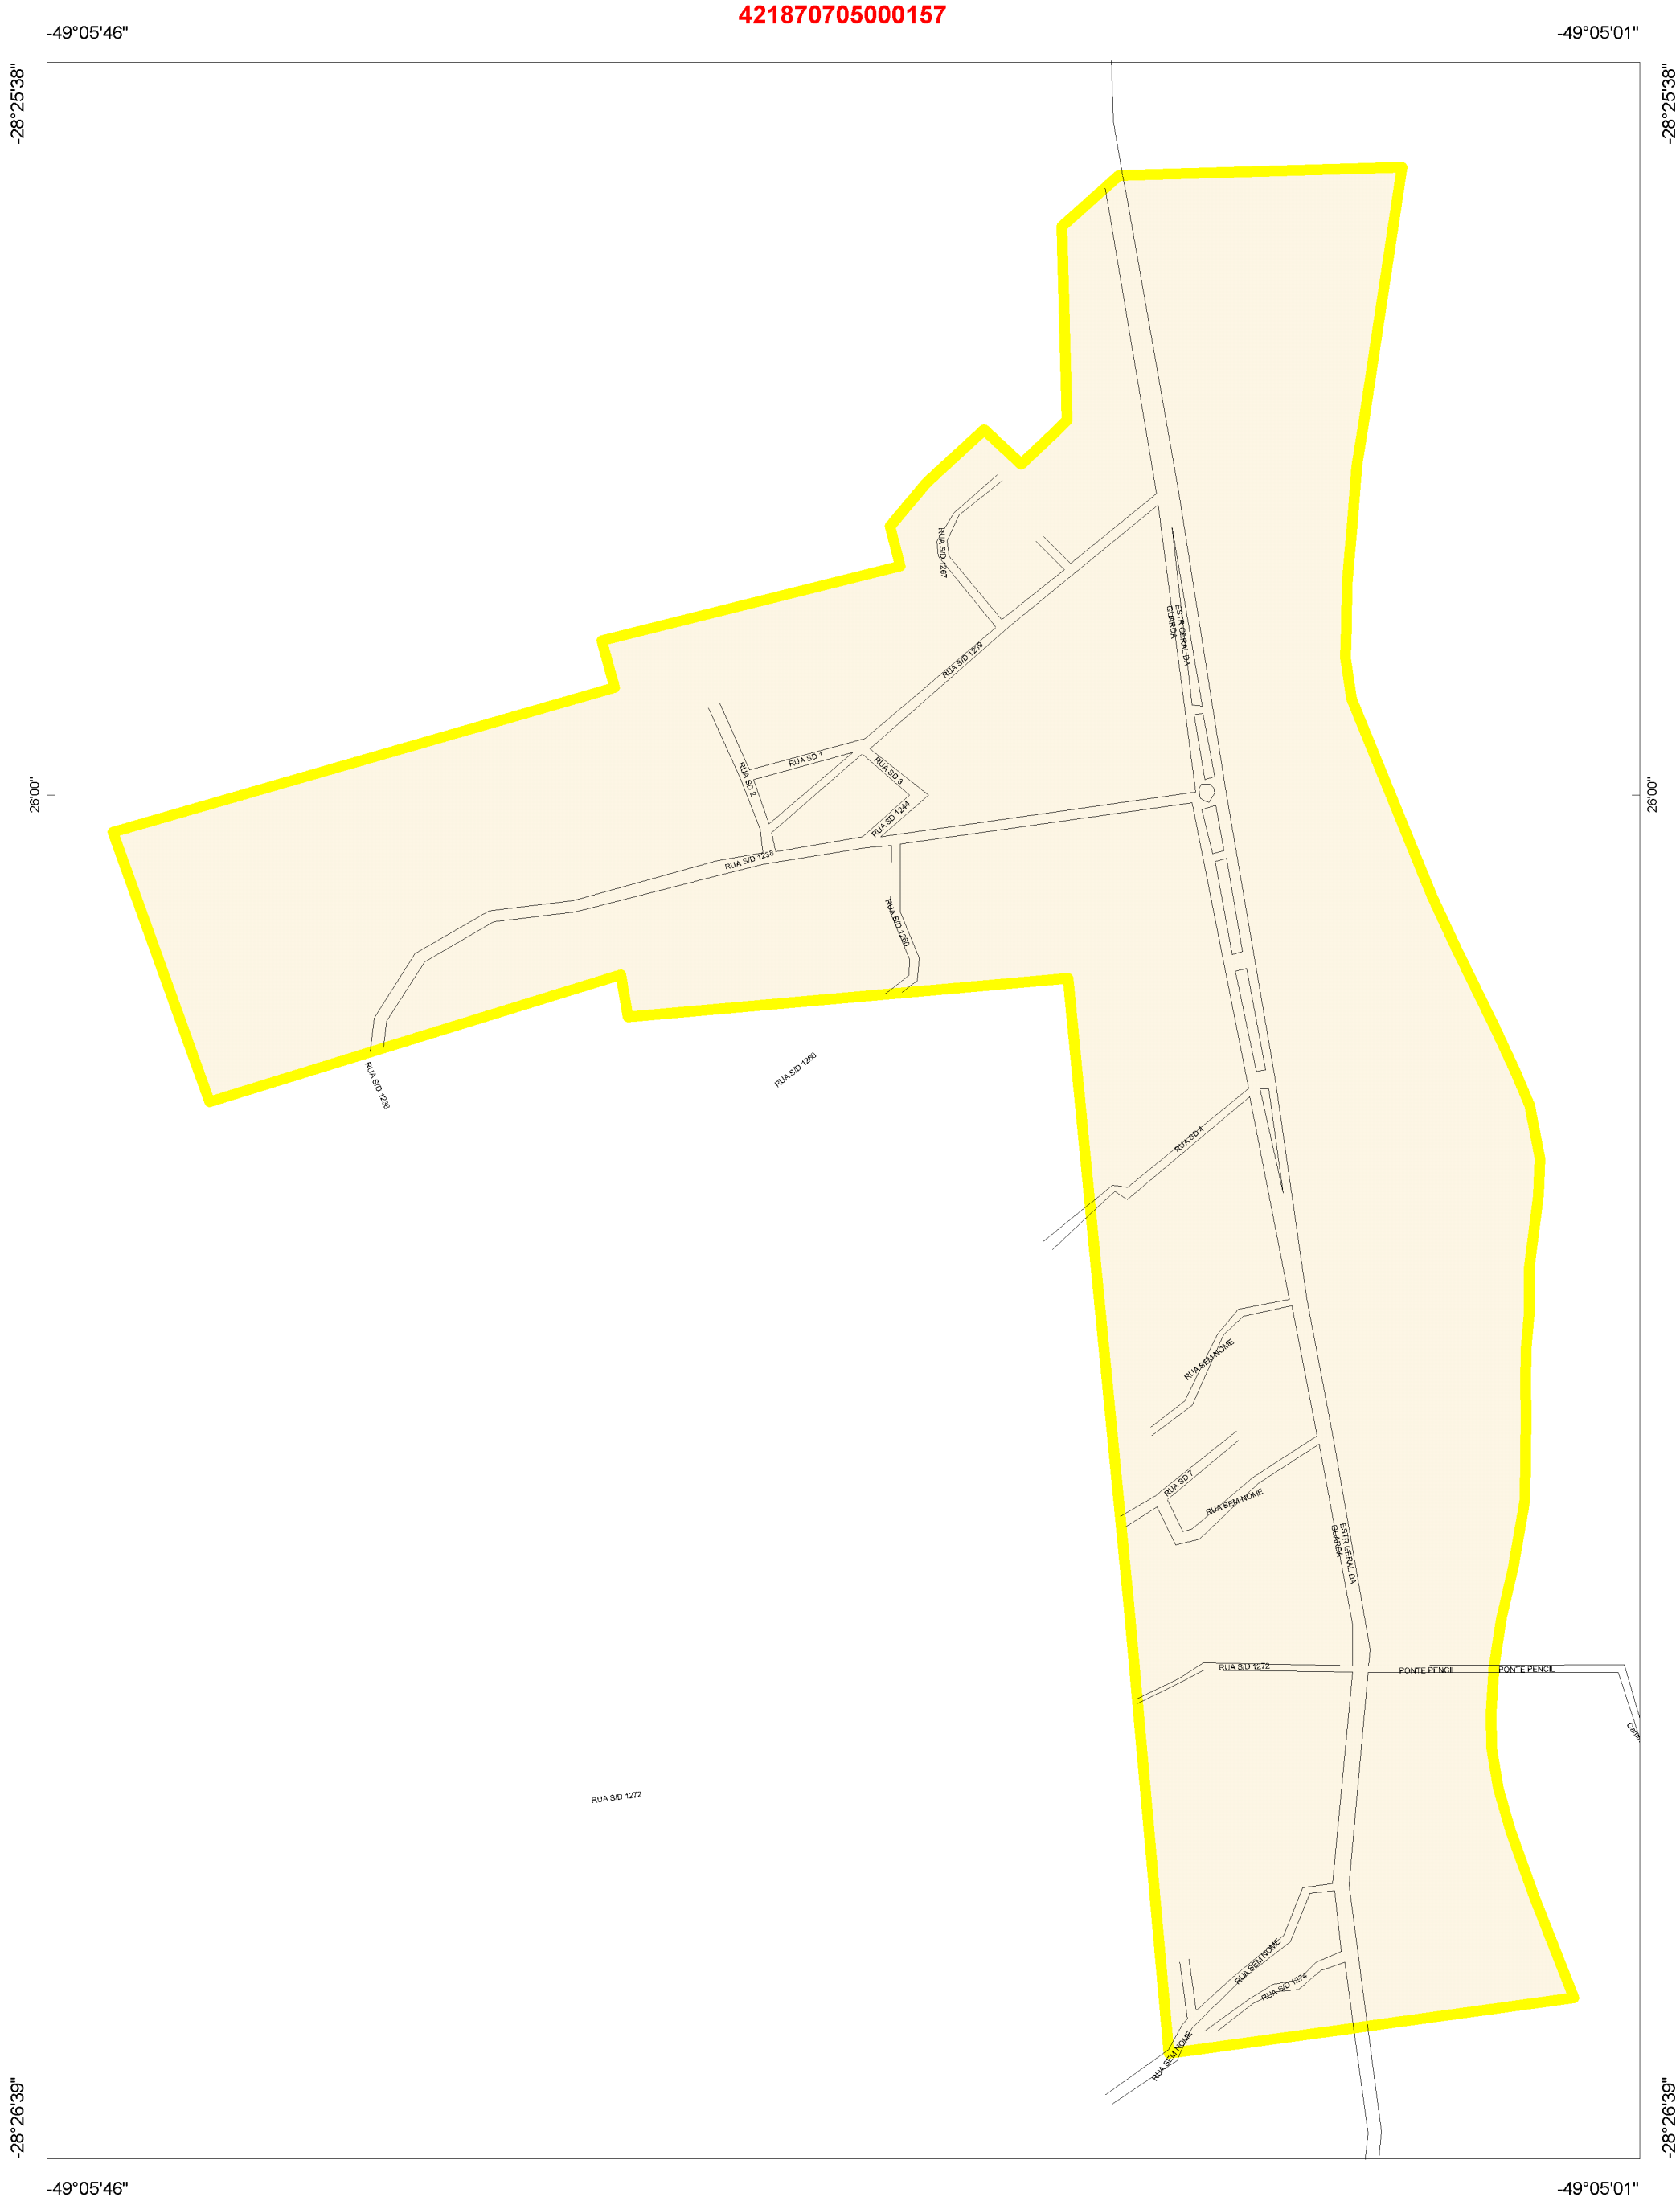 421870705000157
-49°05'46"
-49°05'01"
-28°25'38"
-28°25'38"
RUA S/D 1267
ESTR GERAL DA
GUARDA
RUA S/D 1239
RUA SD 1
RUA SD 3
RUA SD 2
26'00"
26'00"
RUA SD 1244
RUA S/D 1238
RUA S/D 1260
RUA S/D 1260
RUA S/D 1238
RUA SD 4
RUA SEM NOME
RUA SD 7
RUA SEM NOME
ESTR GERAL DA
GUARDA
RUA S/D 1272
PONTE PENCIL
PONTE PENCIL
RUA S/D 1272
RUA SEM NOME
RUA S/D 1274
RUA SEM NOME
-28°26'39"
-28°26'39"
-49°05'46"
-49°05'01"